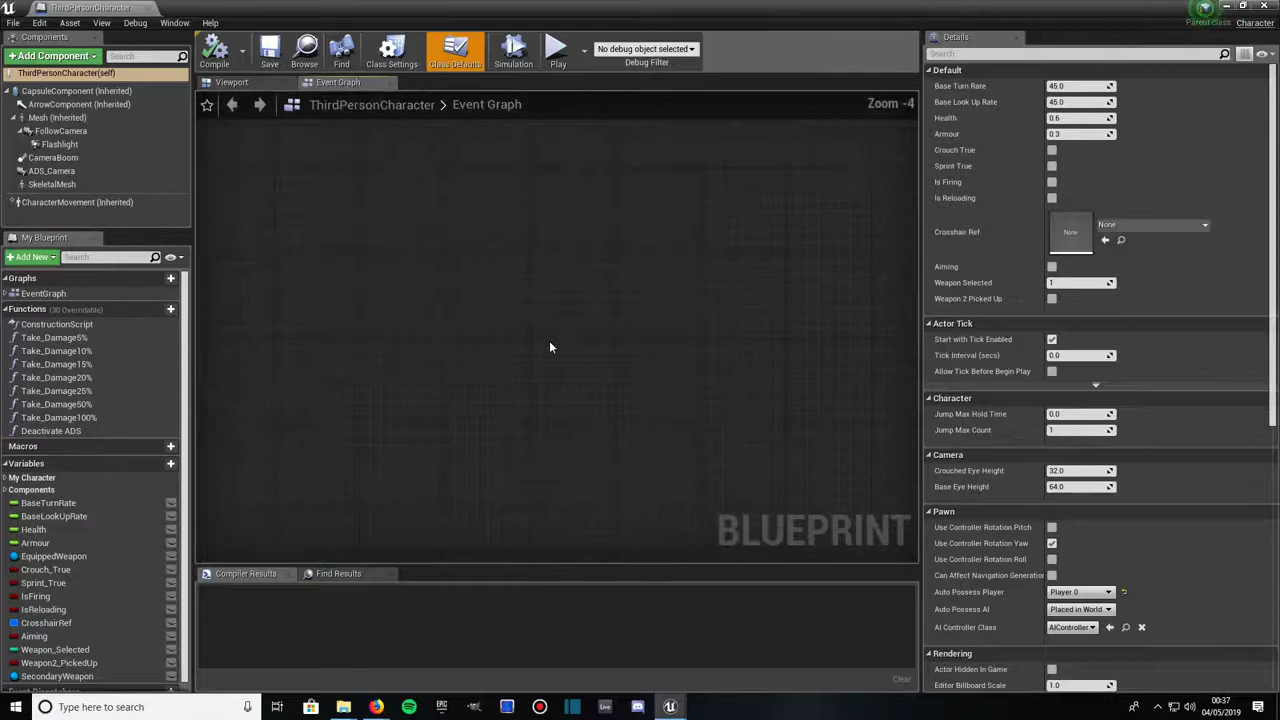 ThirdPersonCharacter
File Edit Asset View Debug Window Help
Parent class: Character
Components
+ Add Component
Search
ThirdPersonCharacter(self)
CapsuleComponent (Inherited)
ArrowComponent (Inherited)
Mesh (Inherited)
FollowCamera
Flashlight
CameraBoom
ADS_Camera
SkeletalMesh
CharacterMovement (Inherited)
My Blueprint
+ Add New
Search
Graphs
EventGraph
Functions (30 Overridable)
ConstructionScript
Take_Damage5%
Take_Damage10%
Take_Damage15%
Take_Damage20%
Take_Damage25%
Take_Damage50%
Take_Damage100%
Deactivate ADS
Macros
Variables
My Character
Components
BaseTurnRate
BaseLookUpRate
Health
Armour
EquippedWeapon
Crouch_True
Sprint_True
IsFiring
IsReloading
CrosshairRef
Aiming
Weapon_Selected
Weapon2_PickedUp
SecondaryWeapon
Compile
Save
Browse
Find
Class Settings
Class Defaults
Simulation
Play
No debug object selected
Debug Filter
Viewport
Event Graph
ThirdPersonCharacter > Event Graph
Zoom -4
BLUEPRINT
Compiler Results
Find Results
Clear
Details
Search
Default
Base Turn Rate 45.0
Base Look Up Rate 45.0
Health 0.6
Armour 0.3
Crouch True
Sprint True
Is Firing
Is Reloading
Crosshair Ref
None
None
Aiming
Weapon Selected 1
Weapon 2 Picked Up
Actor Tick
Start with Tick Enabled
Tick Interval (secs) 0.0
Allow Tick Before Begin Play
Character
Jump Max Hold Time 0.0
Jump Max Count 1
Camera
Crouched Eye Height 32.0
Base Eye Height 64.0
Pawn
Use Controller Rotation Pitch
Use Controller Rotation Yaw
Use Controller Rotation Roll
Can Affect Navigation Generation
Auto Possess Player Player 0
Auto Possess AI Placed in World
AI Controller Class AIController
Rendering
Actor Hidden In Game
Editor Billboard Scale 1.0
Type here to search
EPIC
Live
00:37
04/05/2019